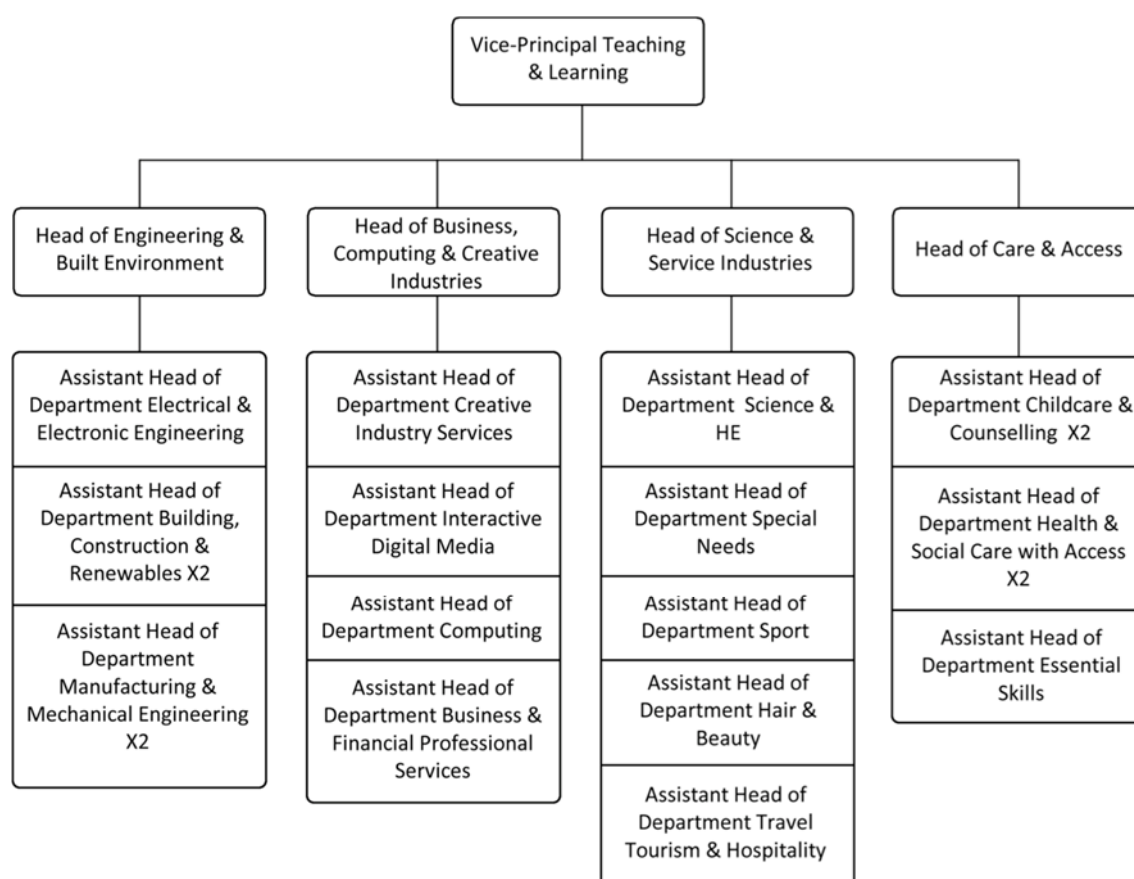 Vice-Principal Teaching
& Learning
Head of Engineering &
Built Environment
Head of Business,
Computing & Creative
Industries
Head of Science &
Service Industries
Head of Care & Access
Assistant Head of
Department Electrical &
Electronic Engineering
Assistant Head of
Department Building,
Construction &
Renewables X2
Assistant Head of
Department
Manufacturing &
Mechanical Engineering
X2
Assistant Head of
Department Creative
Industry Services
Assistant Head of
Department Interactive
Digital Media
Assistant Head of
Department Computing
Assistant Head of
Department Business &
Financial Professional
Services
Assistant Head of
Department Science &
HE
Assistant Head of
Department Special
Needs
Assistant Head of
Department Sport
Assistant Head of
Department Hair &
Beauty
Assistant Head of
Department Travel
Tourism & Hospitality
Assistant Head of
Department Childcare &
Counselling X2
Assistant Head of
Department Health &
Social Care with Access
X2
Assistant Head of
Department Essential
Skills